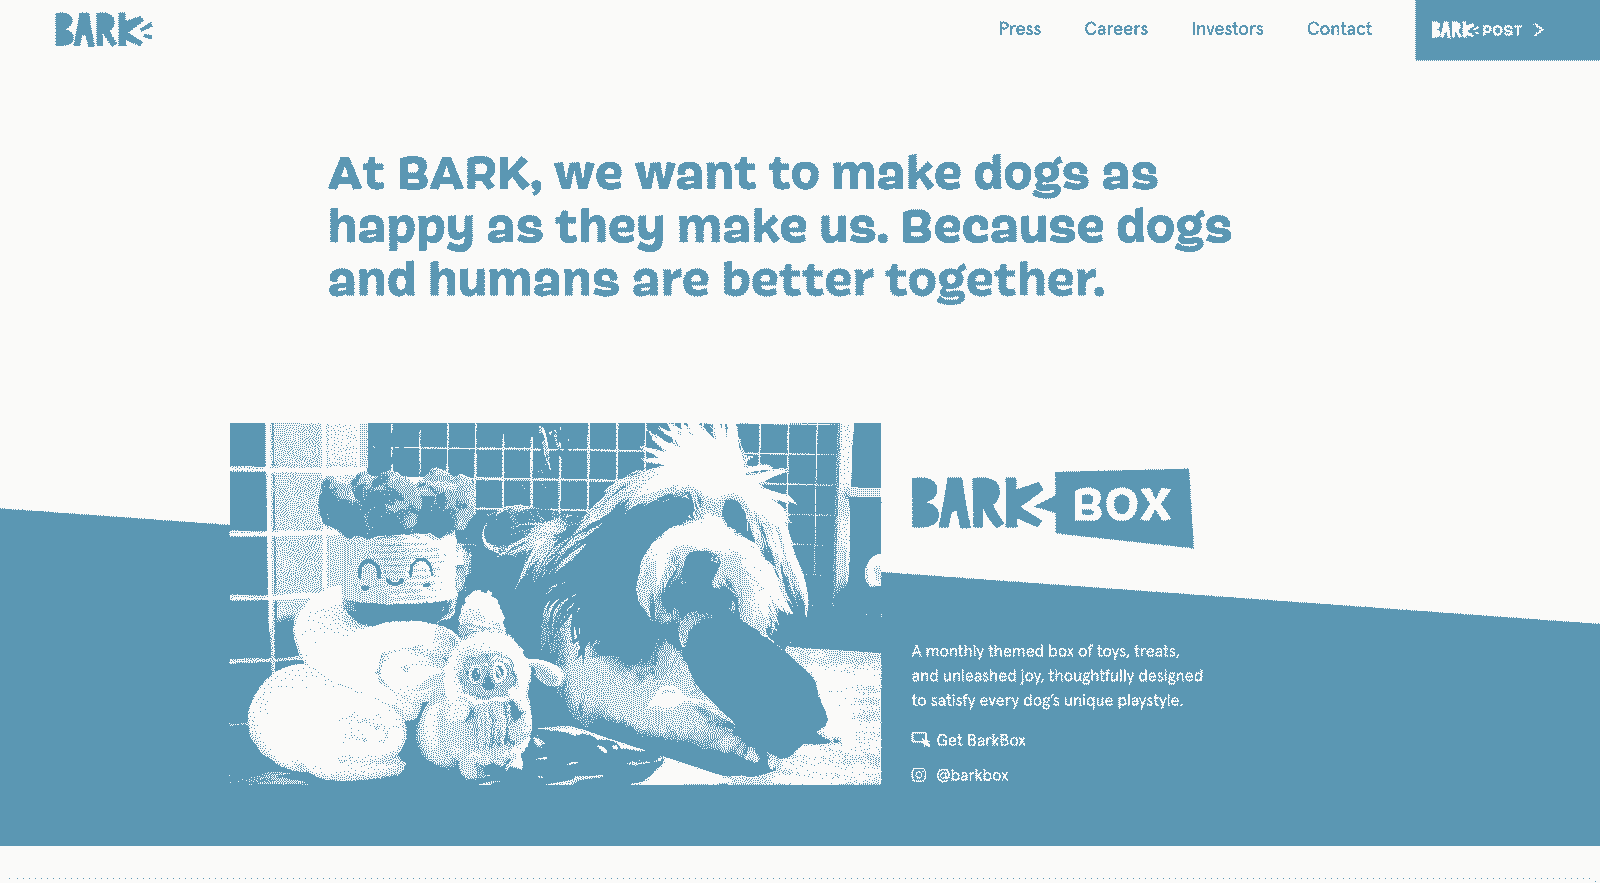 BARK
Press Careers Investors Contact
BARK POST >
At BARK, we want to make dogs as
happy as they make us. Because dogs
and humans are better together.
BARK BOX
A monthly themed box of toys, treats,
and unleashed joy, thoughtfully designed
to satisfy every dog's unique playstyle.
Get BarkBox
@barkbox